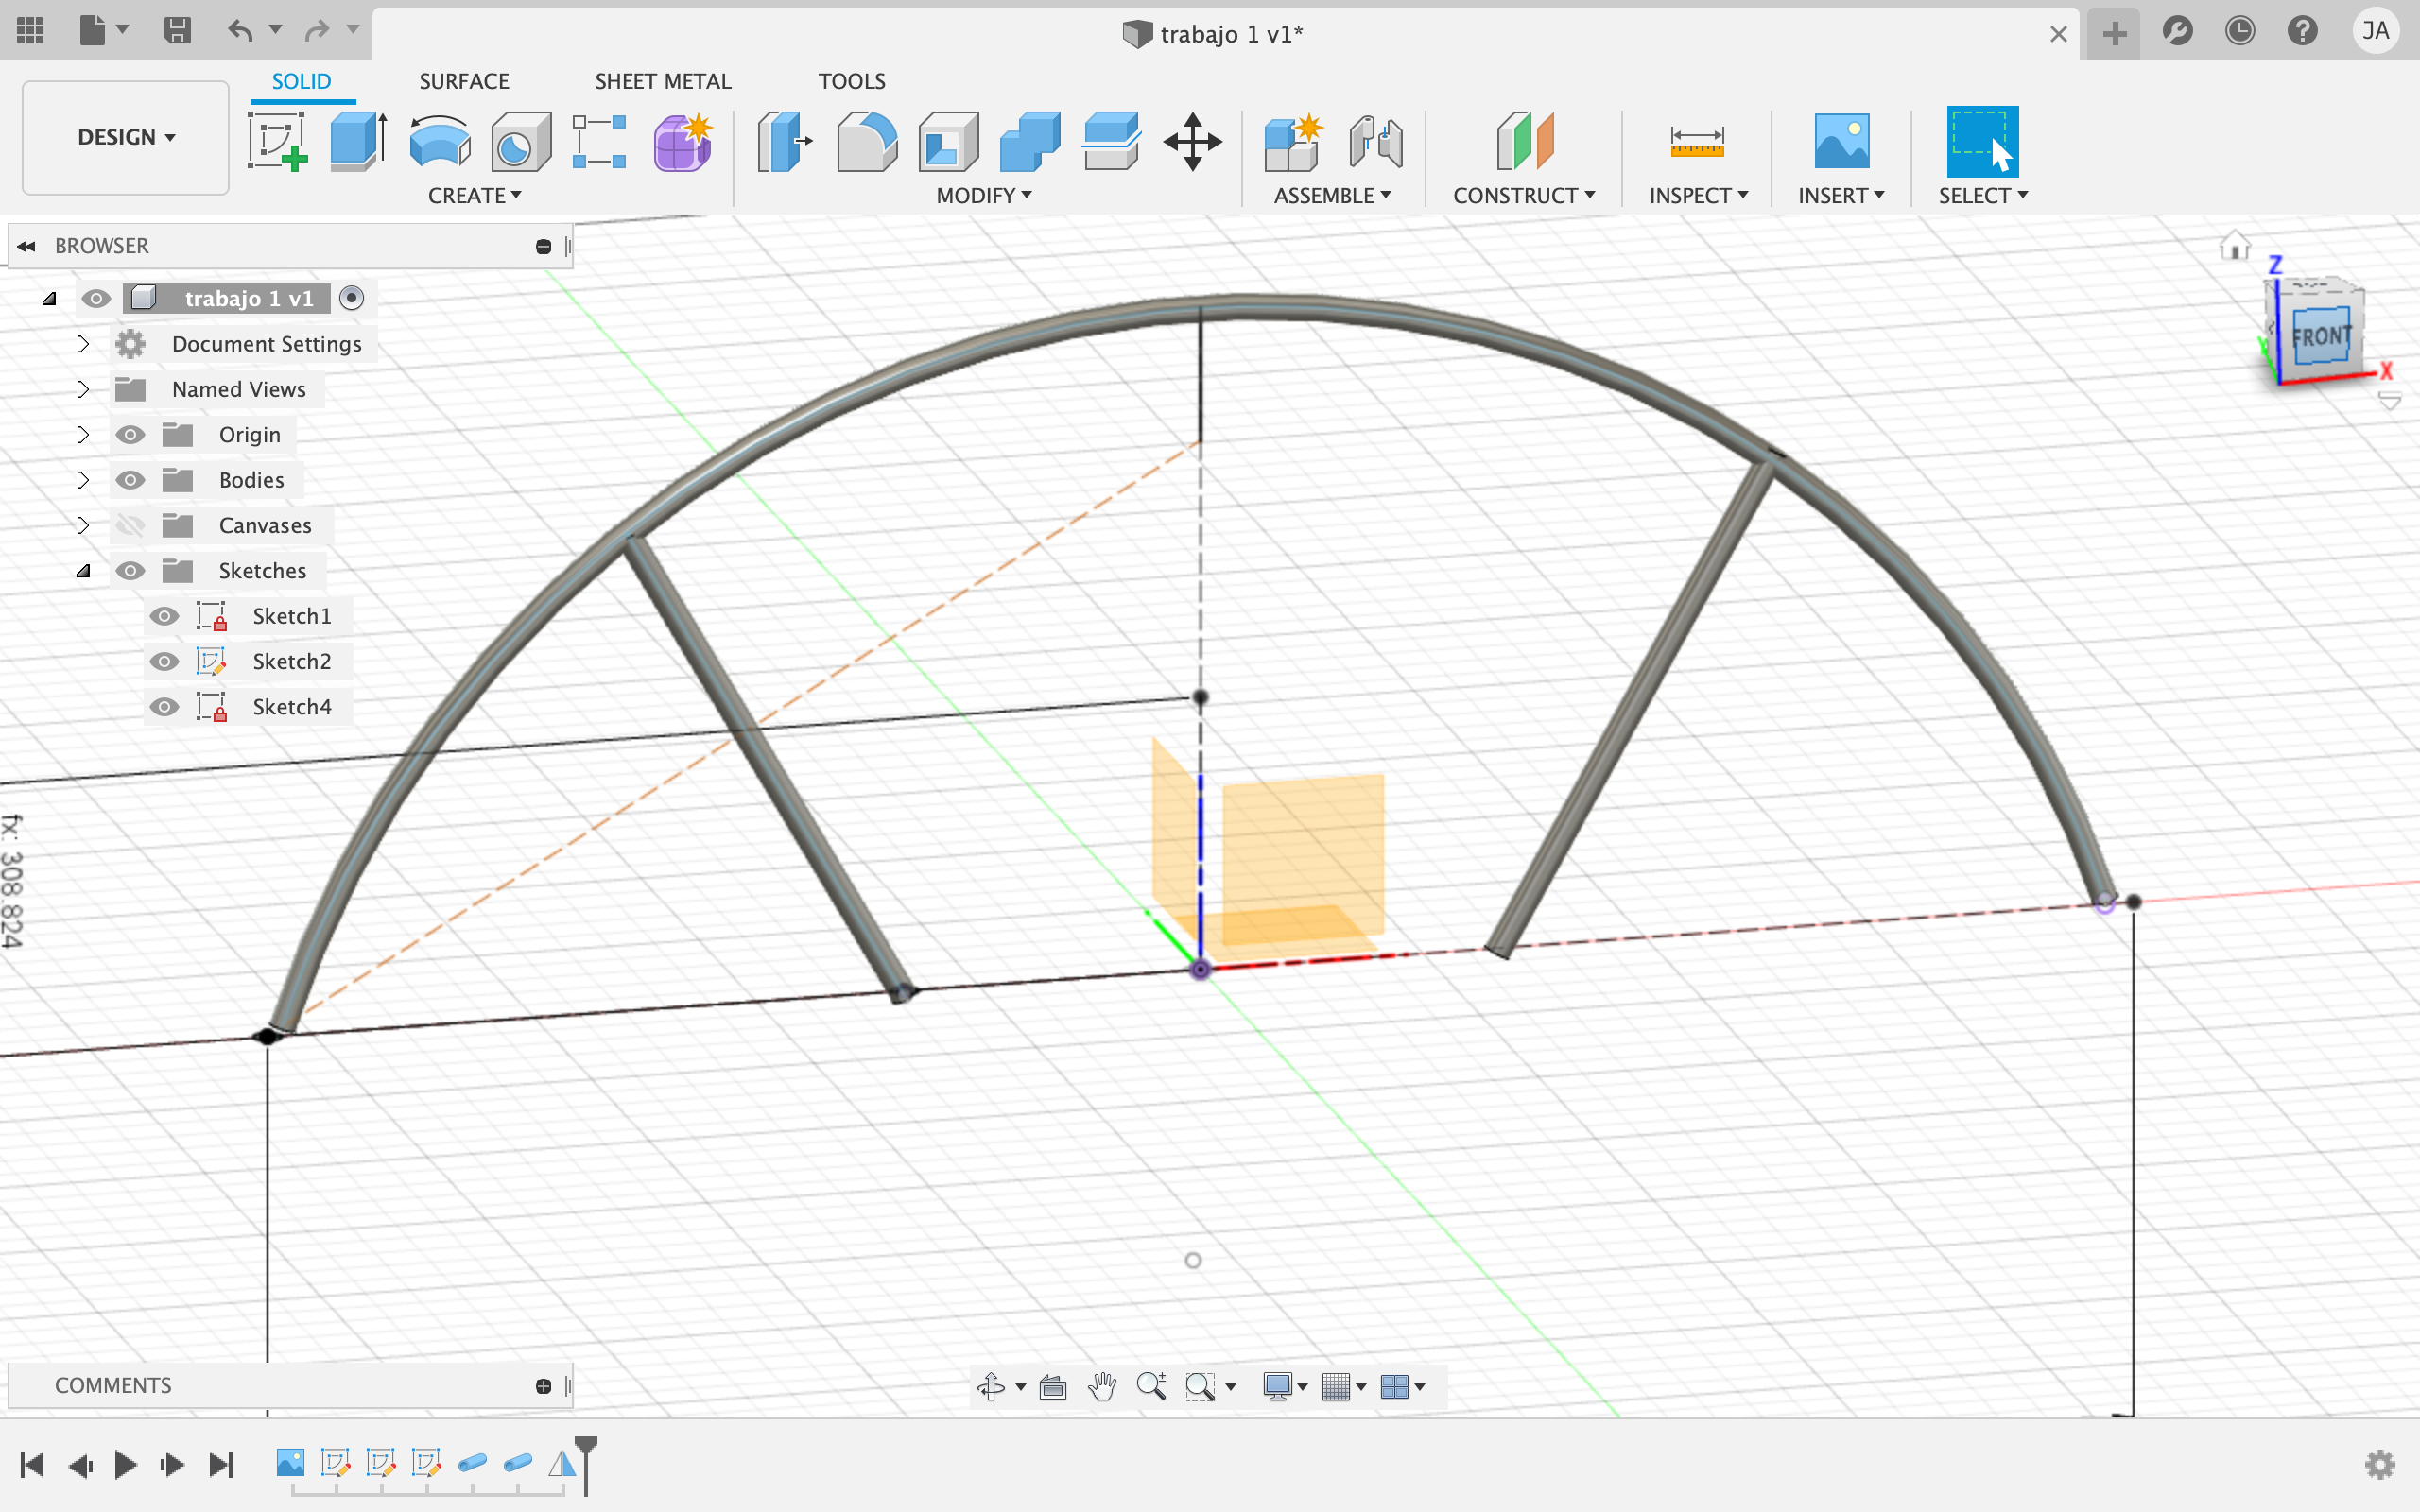 trabajo 1 v1*
JA
SOLID
SURFACE
SHEET METAL
TOOLS
DESIGN
CREATE
MODIFY
ASSEMBLE
CONSTRUCT
INSPECT
INSERT
SELECT
BROWSER
trabajo 1 v1
Document Settings
Named Views
Origin
Bodies
Canvases
Sketches
Sketch1
Sketch2
Sketch4
Z
FRONT
X
fx: 308.824
COMMENTS